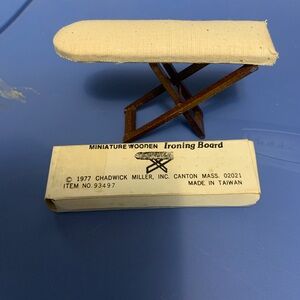 MINIATURE WOODEN Ironing Board
© 1977 CHADWICK MILLER, INC. CANTON MASS. 02021
ITEM NO. 93497 MADE IN TAIWAN